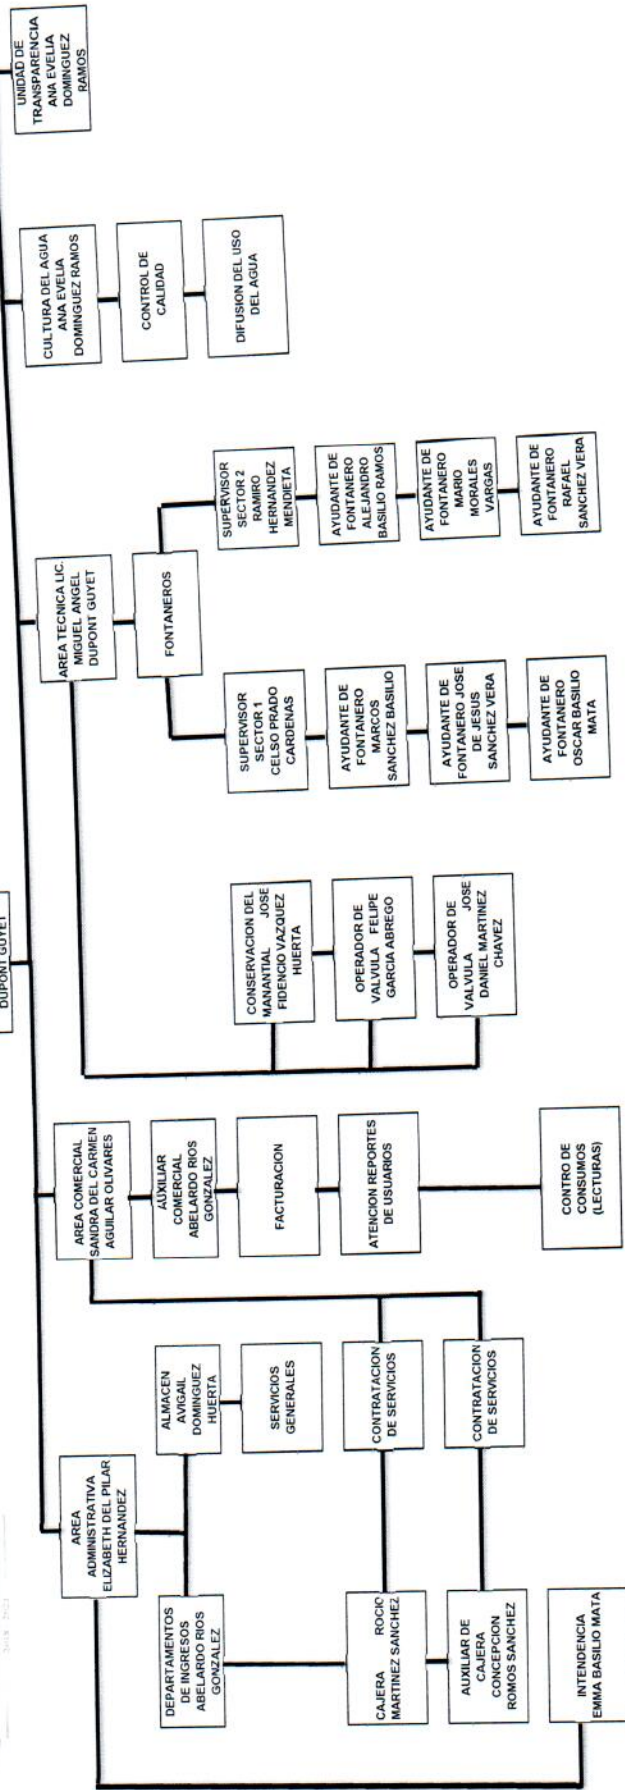 DUPONT GUYET
AREA
ADMINISTRATIVA
ELIZABETH DEL PILAR
HERNANDEZ
DEPARTAMENTOS
DE INGRESOS
ABELARDO RIOS
GONZALEZ
ALMACEN
AVIGAIL
DOMINGUEZ
HUERTA
SERVICIOS
GENERALES
CAJERA ROCIO
MARTINEZ SANCHEZ
AUXILIAR DE
CAJERA
CONCEPCION
ROMOS SANCHEZ
INTENDENCIA
EMMA BASILIO MATA
AREA COMERCIAL
SANDRA DEL CARMEN
AGUILAR OLIVARES
AUXILIAR
COMERCIAL
ABELARDO RIOS
GONZALEZ
FACTURACION
ATENCION REPORTES
DE USUARIOS
CONTRO DE
CONSUMOS
(LECTURAS)
CONTRATACION
DE SERVICIOS
CONTRATACION
DE SERVICIOS
AREA TECNICA LIC.
MIGUEL ANGEL
DUPONT GUYET
CONSERVACION DEL
MANANTIAL JOSE
FIDENCIO VAZQUEZ
HUERTA
OPERADOR DE
VALVULA FELIPE
GARCIA ABREGO
OPERADOR DE
VALVULA JOSE
DANIEL MARTINEZ
CHAVEZ
FONTANEROS
SUPERVISOR
SECTOR 1
CELSO PRADO
CARDENAS
AYUDANTE DE
FONTANERO
MARCOS
SANCHEZ BASILIO
AYUDANTE DE
FONTANERO JOSE
DE JESUS
SANCHEZ VERA
AYUDANTE DE
FONTANERO
OSCAR BASILIO
MATA
SUPERVISOR
SECTOR 2
RAMIRO
HERNANDEZ
MENDIETA
AYUDANTE DE
FONTANERO
ALEJANDRO
BASILIO RAMOS
AYUDANTE DE
FONTANERO
MARIO
MORALES
VARGAS
AYUDANTE DE
FONTANERO
RAFAEL
SANCHEZ VERA
CULTURA DEL AGUA
ANA EVELIA
DOMINGUEZ RAMOS
CONTROL DE
CALIDAD
DIFUSION DEL USO
DEL AGUA
UNIDAD DE
TRANSPARENCIA
ANA EVELIA
DOMINGUEZ
RAMOS